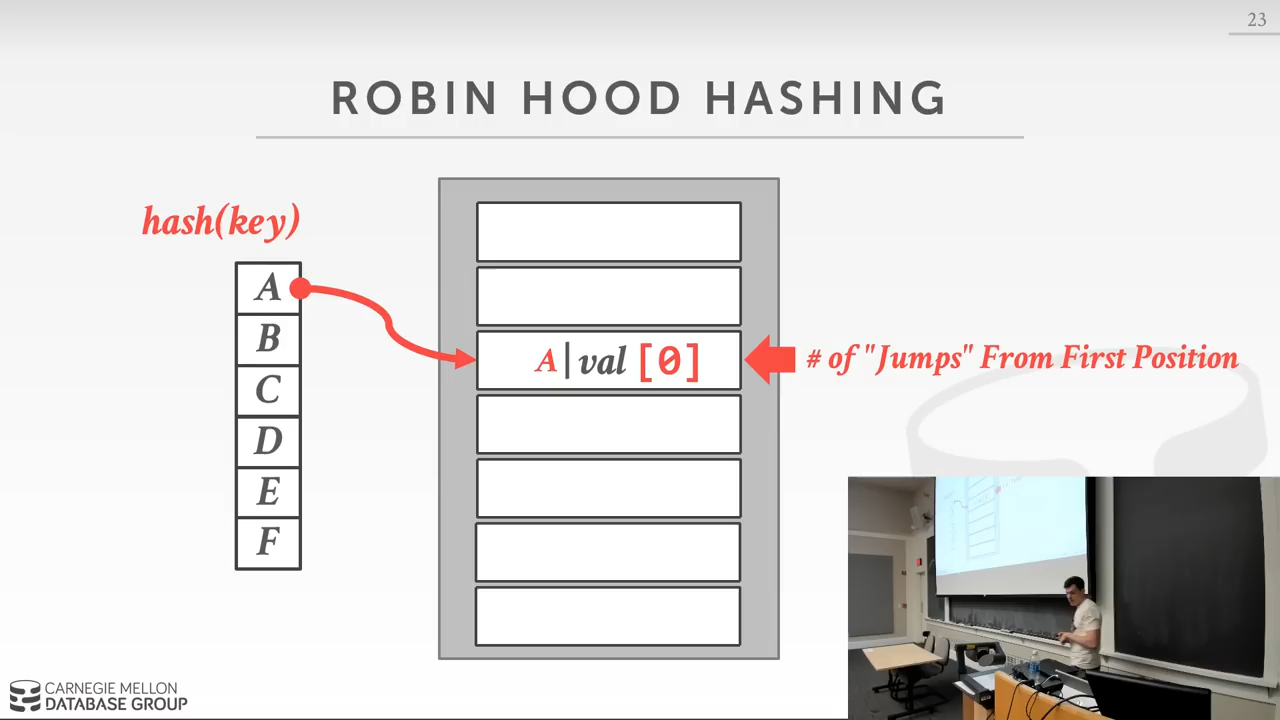 23
ROBIN HOOD HASHING
hash(key)
A
B
C
D
E
F
A|val [0]
# of "Jumps" From First Position
CARNEGIE MELLON
DATABASE GROUP